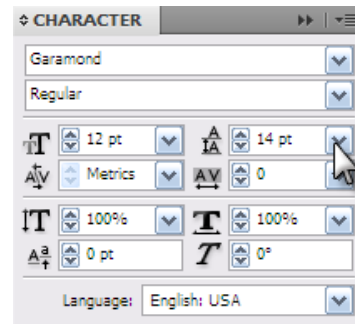 CHARACTER
Garamond
Regular
12 pt 14 pt
Metrics 0
100% 100%
0 pt 0°
Language: English: USA